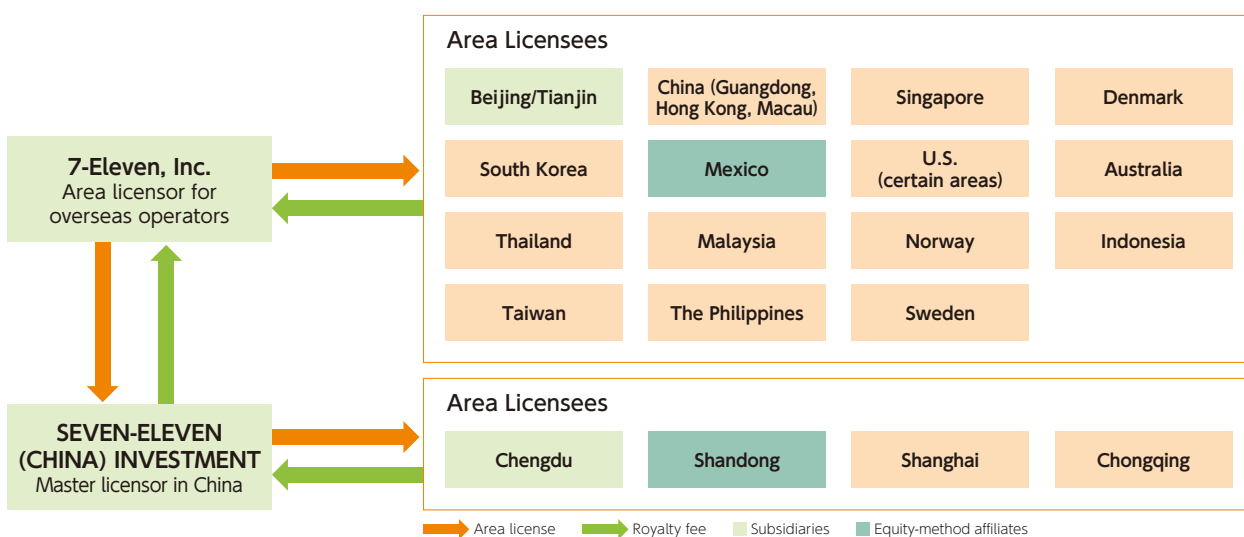 Area Licensees
Beijing/Tianjin
China (Guangdong,
Hong Kong, Macau)
Singapore
Denmark
7-Eleven, Inc.
Area licensor for
overseas operators
South Korea
Mexico
U.S.
(certain areas)
Australia
Thailand
Malaysia
Norway
Indonesia
Taiwan
The Philippines
Sweden
Area Licensees
SEVEN-ELEVEN
(CHINA) INVESTMENT
Master licensor in China
Chengdu
Shandong
Shanghai
Chongqing
Area license
Royalty fee
Subsidiaries
Equity-method affiliates